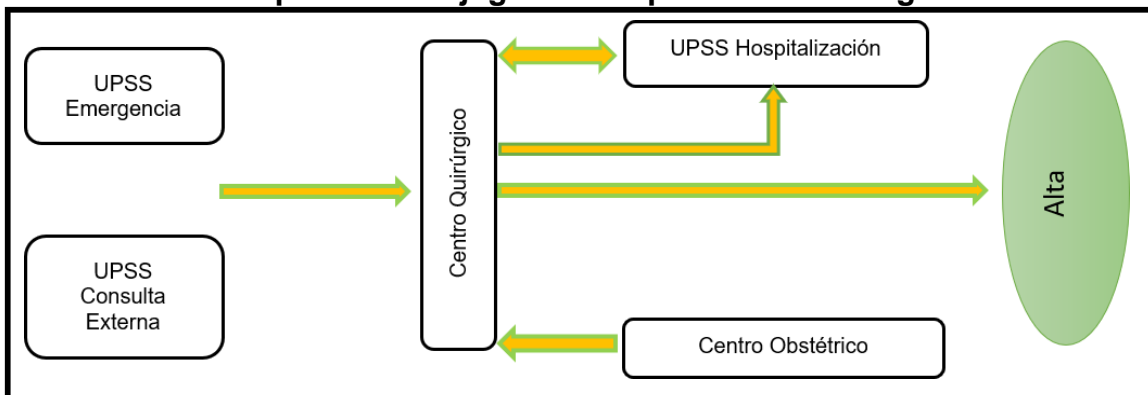 UPSS
Emergencia
UPSS
Consulta
Externa
Centro Quirúrgico
UPSS Hospitalización
Centro Obstétrico
Alta